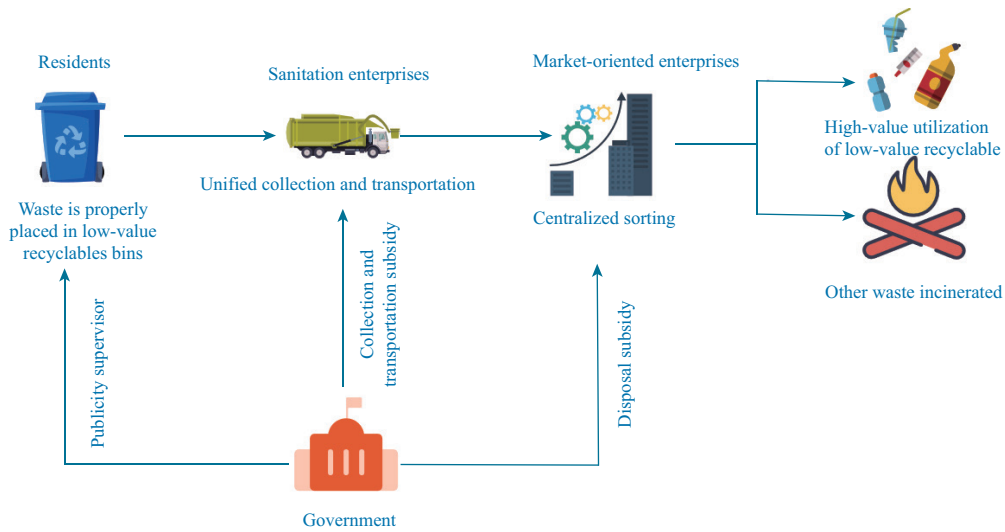 Residents
Sanitation enterprises
Market-oriented enterprises
High-value utilization
of low-value recyclable
Unified collection and transportation
Centralized sorting
Waste is properly
placed in low-value
recyclables bins
Other waste incinerated
Publicity supervisor
Collection and
transportation subsidy
Disposal subsidy
Government